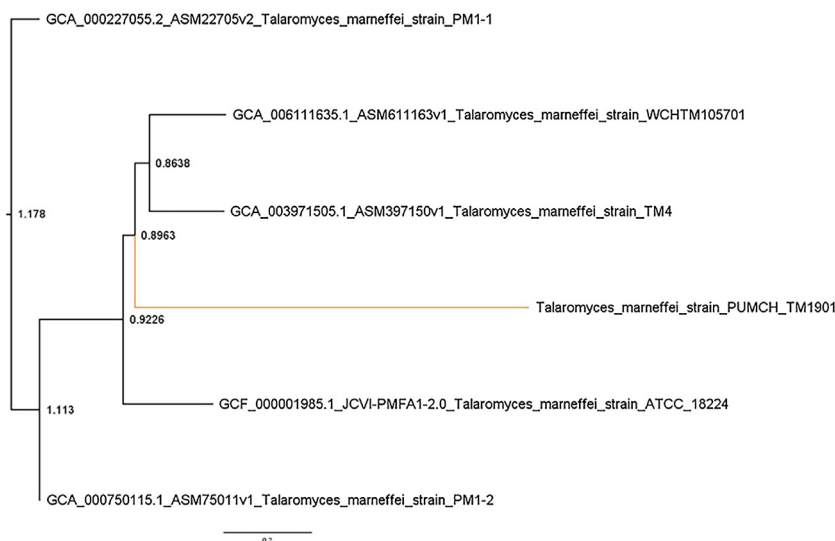 GCA_000227055.2_ASM22705v2_Talaromyces_marneffei_strain_PM1-1
GCA_006111635.1_ASM611163v1_Talaromyces_marneffei_strain_WCHTM105701
0.8638
GCA_003971505.1_ASM397150v1_Talaromyces_marneffei_strain_TM4
1.178
0.8963
Talaromyces_marneffei_strain_PUMCH_TM1901
0.9226
GCF_000001985.1_JCVI-PMFA1-2.0_Talaromyces_marneffei_strain_ATCC_18224
1.113
GCA_000750115.1_ASM75011v1_Talaromyces_marneffei_strain_PM1-2